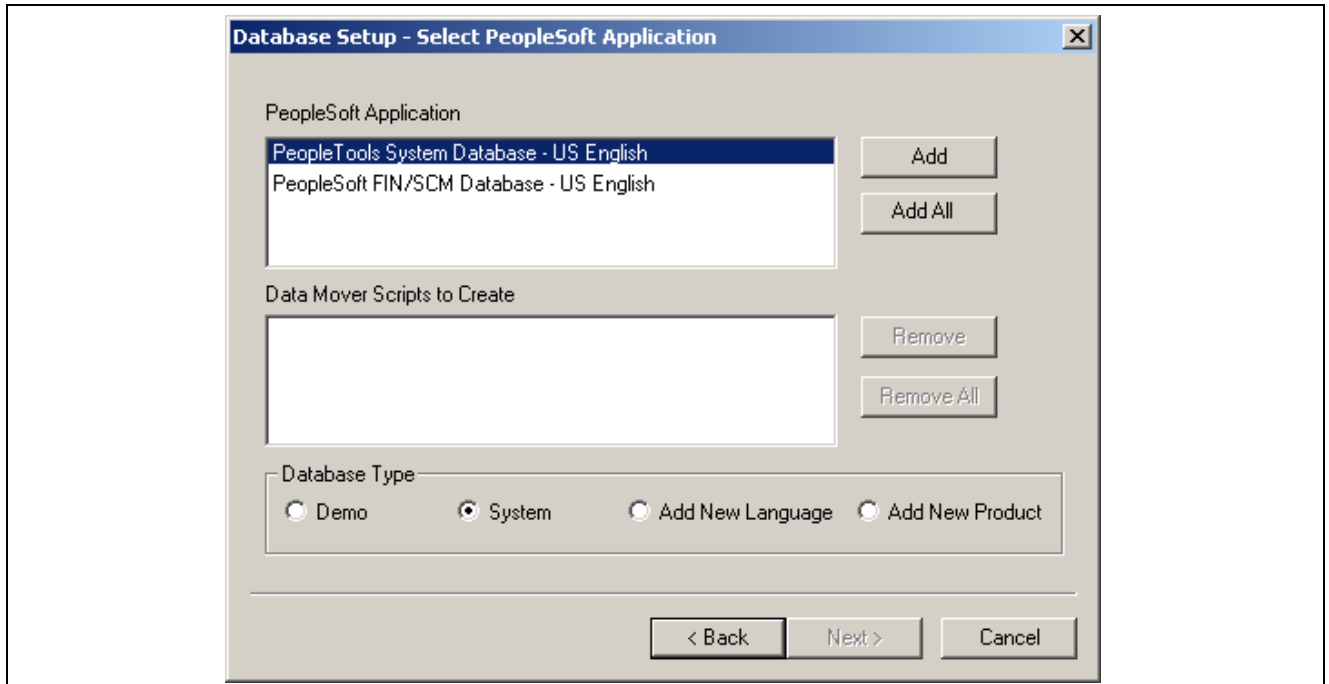 Database Setup - Select PeopleSoft Application
PeopleSoft Application
PeopleTools System Database - US English
PeopleSoft FIN/SCM Database - US English
Add
Add All
Data Mover Scripts to Create
Remove
Remove All
Database Type
Demo System Add New Language Add New Product
< Back Next > Cancel